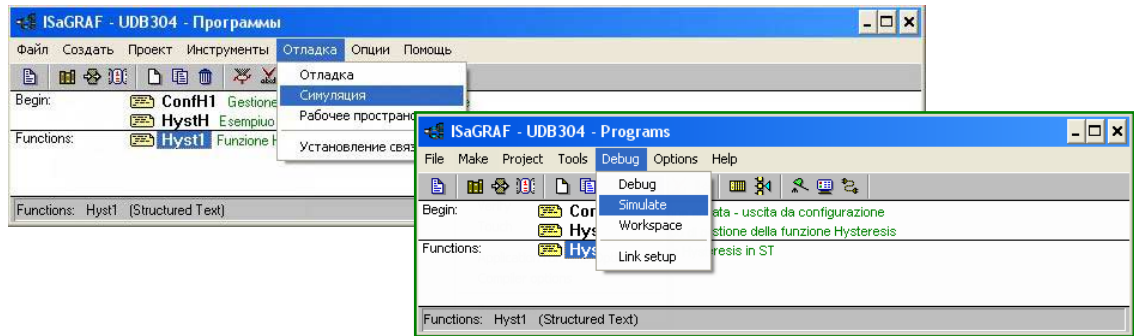 ISaGRAF - UDB304 - Программы
Файл Создать Проект Инструменты Отладка Опции Помощь
Отладка
Симуляция
Рабочее простран
Установление связ
Begin: ConfH1 Gestione
HystH Esempiuo
Functions: Hyst1 Funzione H
Functions: Hyst1 (Structured Text)
ISaGRAF - UDB304 - Programs
File Make Project Tools Debug Options Help
Debug
Simulate
Workspace
Link setup
Begin: Con ata - uscita da configurazione
Hys stione della funzione Hysteresis
Functions: Hys resis in ST
Functions: Hyst1 (Structured Text)